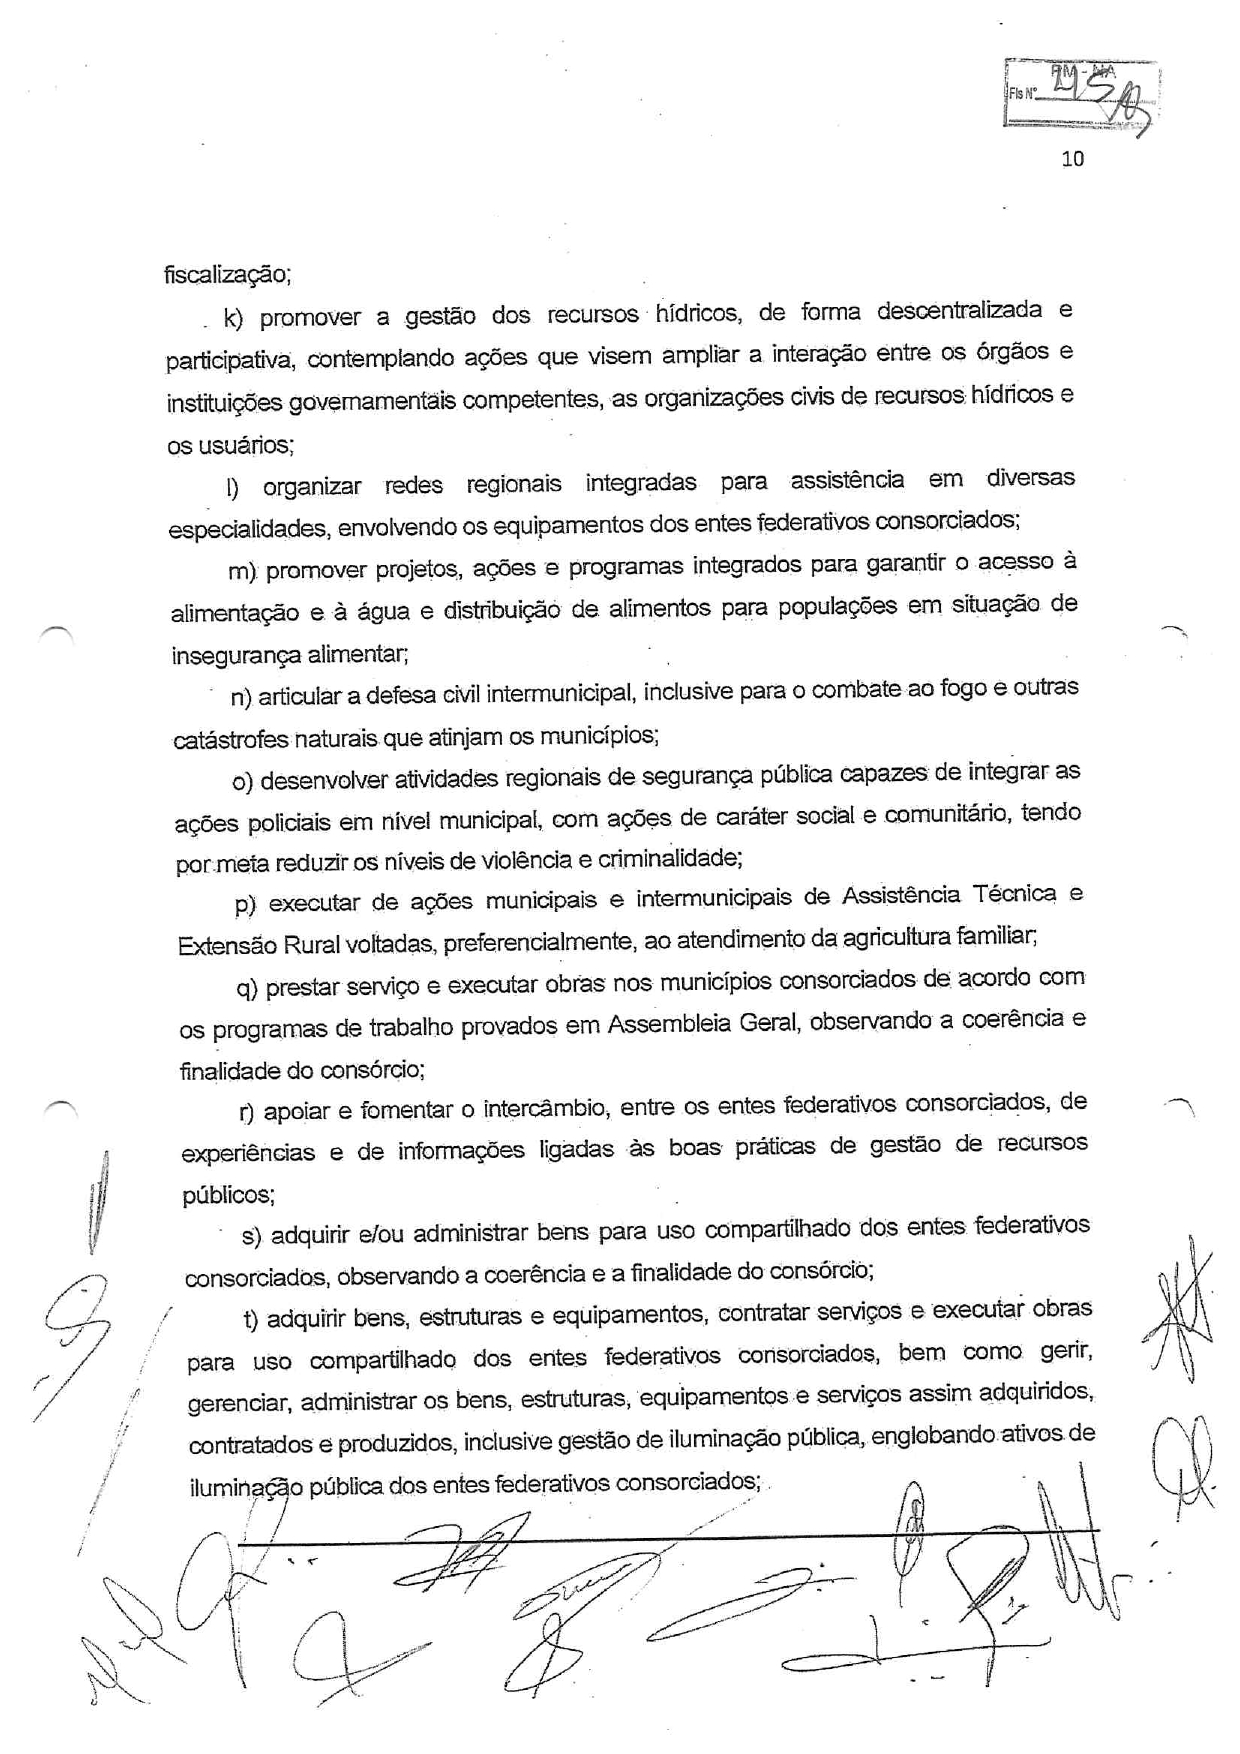 PM - NA
Fls Nº
10
fiscalização;
k) promover a gestão dos recursos hídricos, de forma descentralizada e
participativa, contemplando ações que visem ampliar a interação entre os órgãos e
instituições governamentais competentes, as organizações civis de recursos hídricos e
os usuários;
l) organizar redes regionais integradas para assistência em diversas
especialidades, envolvendo os equipamentos dos entes federativos consorciados;
m) promover projetos, ações e programas integrados para garantir o acesso à
alimentação e à água e distribuição de alimentos para populações em situação de
insegurança alimentar;
n) articular a defesa civil intermunicipal, inclusive para o combate ao fogo e outras
catástrofes naturais que atinjam os municípios;
o) desenvolver atividades regionais de segurança pública capazes de integrar as
ações policiais em nível municipal, com ações de caráter social e comunitário, tendo
por meta reduzir os níveis de violência e criminalidade;
p) executar de ações municipais e intermunicipais de Assistência Técnica e
Extensão Rural voltadas, preferencialmente, ao atendimento da agricultura familiar;
q) prestar serviço e executar obras nos municípios consorciados de acordo com
os programas de trabalho provados em Assembleia Geral, observando a coerência e
finalidade do consórcio;
r) apoiar e fomentar o intercâmbio, entre os entes federativos consorciados, de
experiências e de informações ligadas às boas práticas de gestão de recursos
públicos;
s) adquirir e/ou administrar bens para uso compartilhado dos entes federativos
consorciados, observando a coerência e a finalidade do consórcio;
t) adquirir bens, estruturas e equipamentos, contratar serviços e executar obras
para uso compartilhado dos entes federativos consorciados, bem como gerir,
gerenciar, administrar os bens, estruturas, equipamentos e serviços assim adquiridos,
contratados e produzidos, inclusive gestão de iluminação pública, englobando ativos de
iluminação pública dos entes federativos consorciados;